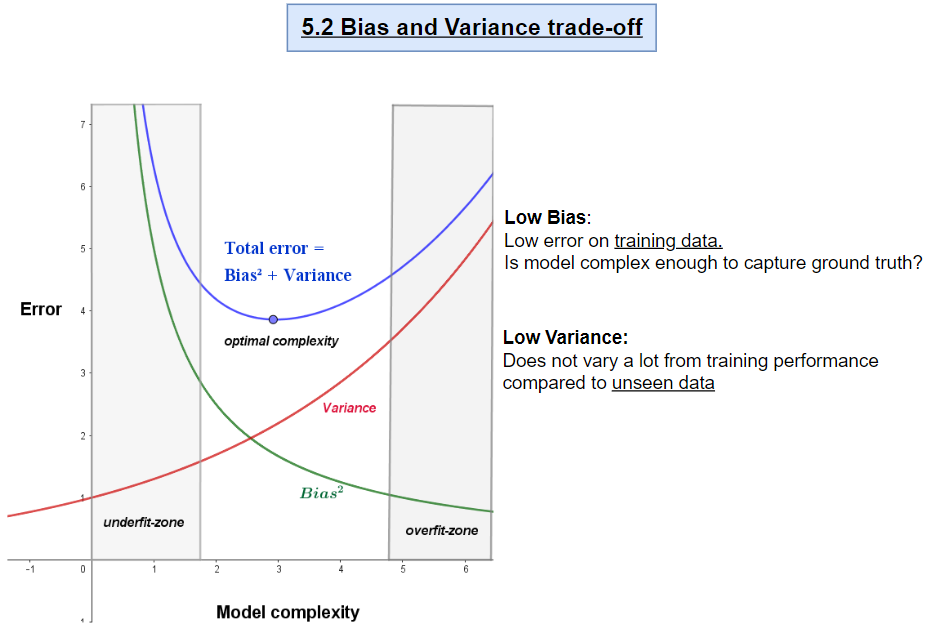 5.2 Bias and Variance trade-off
7
6
5
4
3
2
1
Error
Total error =
Bias² + Variance
optimal complexity
Variance
Bias²
underfit-zone
overfit-zone
−1
0
1
2
3
4
5
6
Model complexity
Low Bias:
Low error on training data.
Is model complex enough to capture ground truth?
Low Variance:
Does not vary a lot from training performance
compared to unseen data